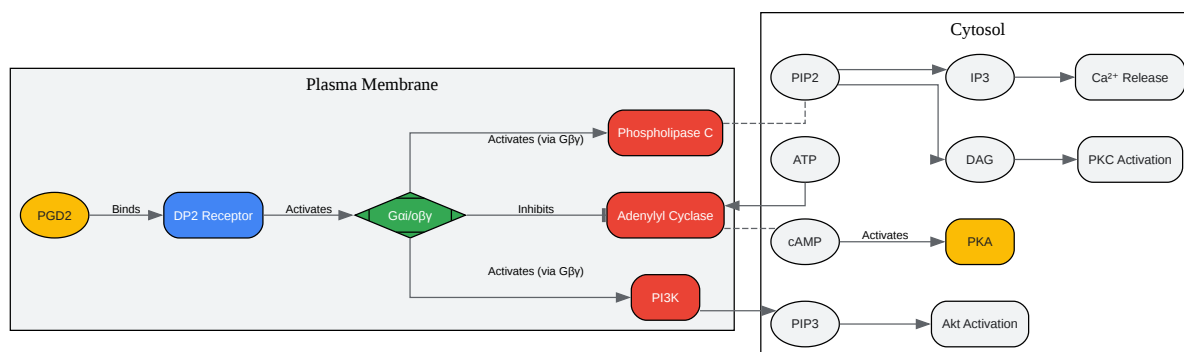 Cytosol
Plasma Membrane
PIP2
IP3
Ca²⁺ Release
Activates (via Gβγ)
Phospholipase C
ATP
DAG
PKC Activation
PGD2
Binds
DP2 Receptor
Activates
Gαi/oβγ
Inhibits
Adenylyl Cyclase
cAMP
Activates
PKA
Activates (via Gβγ)
PI3K
PIP3
Akt Activation